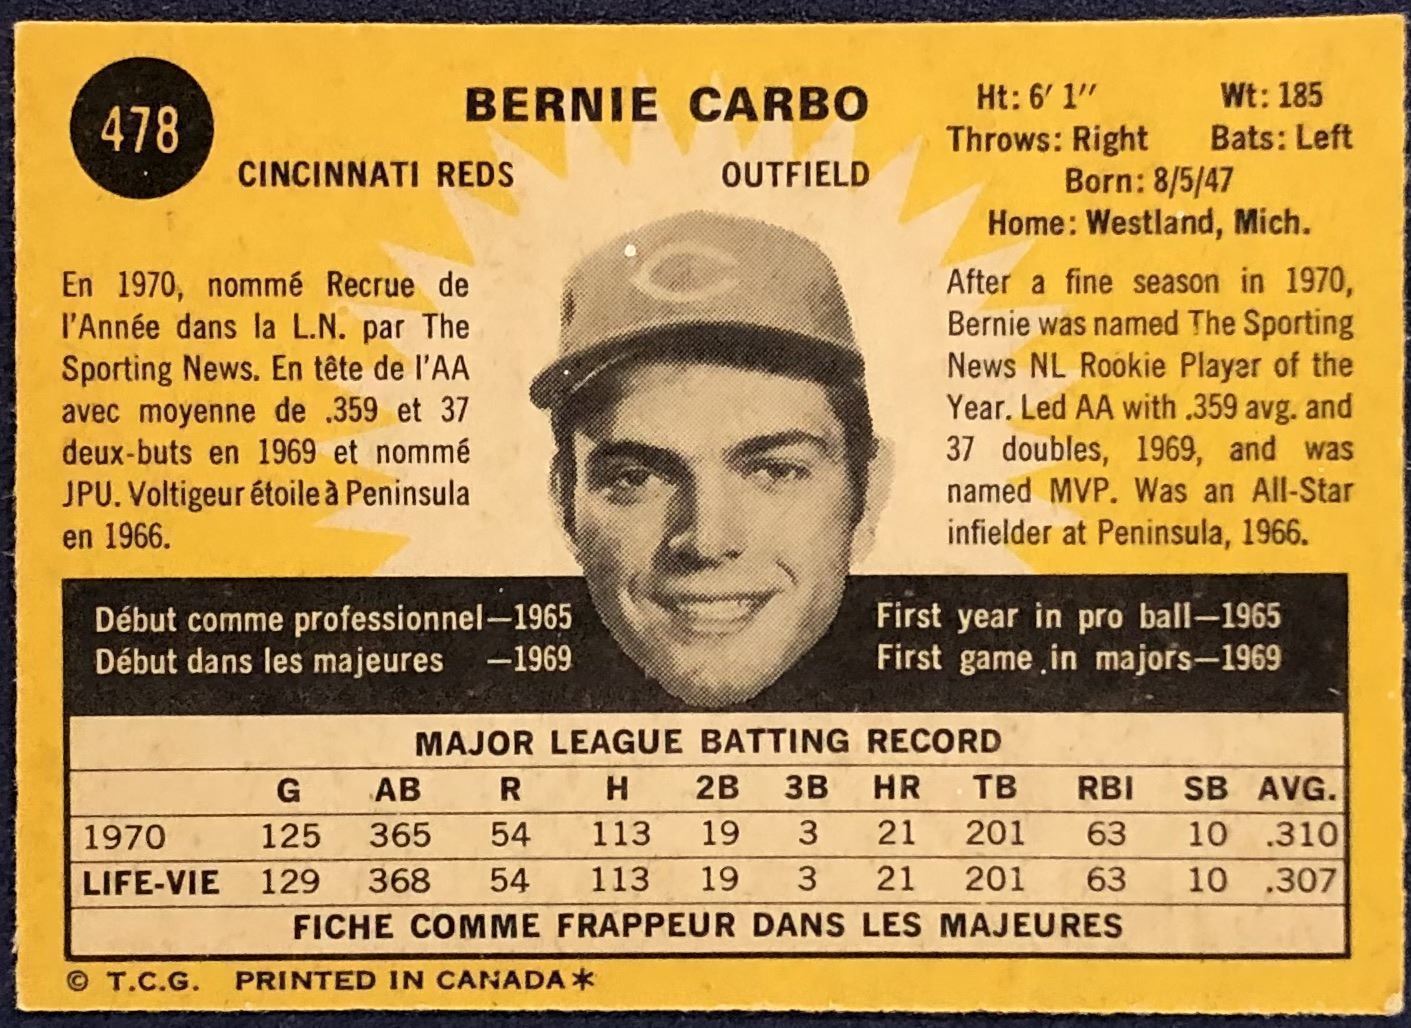 478
BERNIE CARBO
CINCINNATI REDS OUTFIELD
Ht: 6' 1" Wt: 185
Throws: Right Bats: Left
Born: 8/5/47
Home: Westland, Mich.
En 1970, nommé Recrue de
l'Année dans la L.N. par The
Sporting News. En tête de l'AA
avec moyenne de .359 et 37
deux-buts en 1969 et nommé
JPU. Voltigeur étoile à Peninsula
en 1966.
After a fine season in 1970,
Bernie was named The Sporting
News NL Rookie Player of the
Year. Led AA with .359 avg. and
37 doubles, 1969, and was
named MVP. Was an All-Star
infielder at Peninsula, 1966.
Début comme professionnel—1965
Début dans les majeures —1969
First year in pro ball—1965
First game in majors—1969
MAJOR LEAGUE BATTING RECORD
G AB R H 2B 3B HR TB RBI SB AVG.
1970 125 365 54 113 19 3 21 201 63 10 .310
LIFE-VIE 129 368 54 113 19 3 21 201 63 10 .307
FICHE COMME FRAPPEUR DANS LES MAJEURES
© T.C.G. PRINTED IN CANADA*